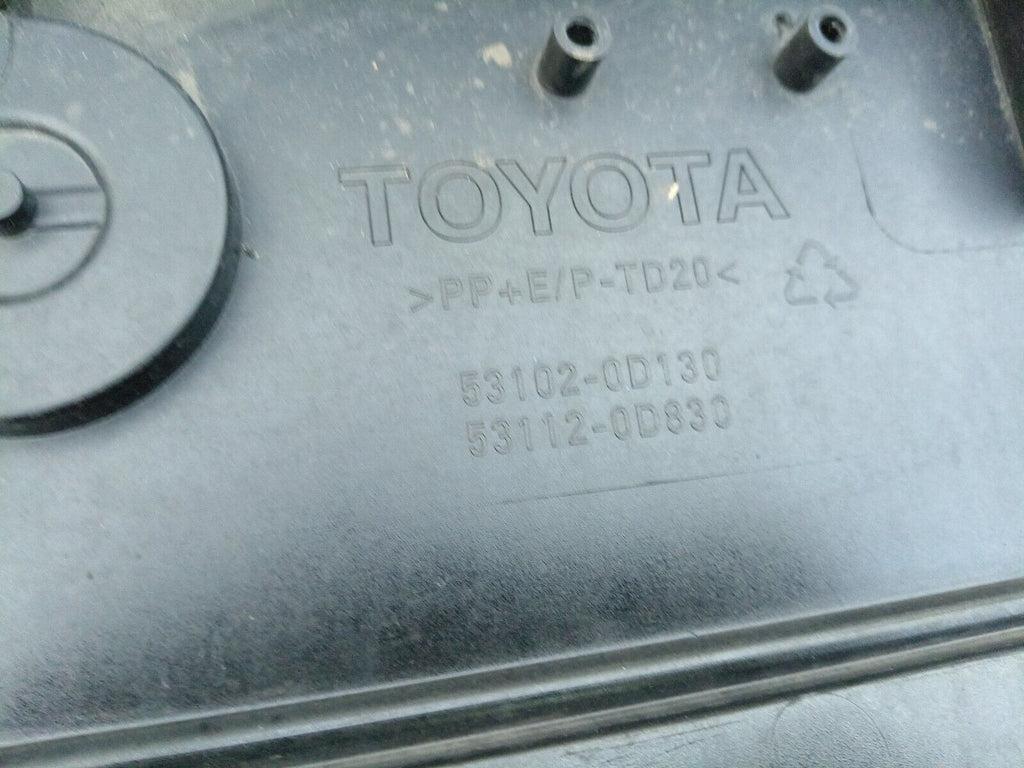 TOYOTA
>PP+E/P-TD20<
53102-0D130
53112-0D830